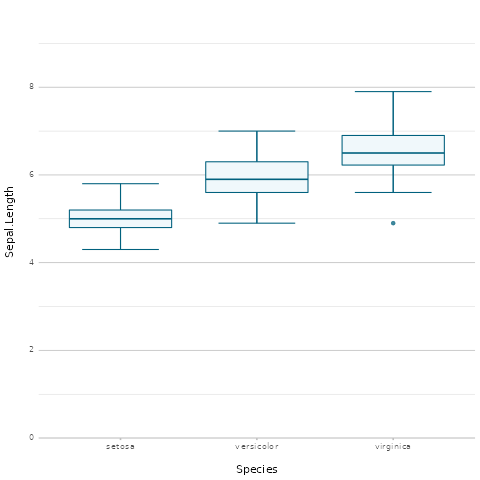 Sepal.Length
8
6
4
2
0
setosa
versicolor
virginica
Species